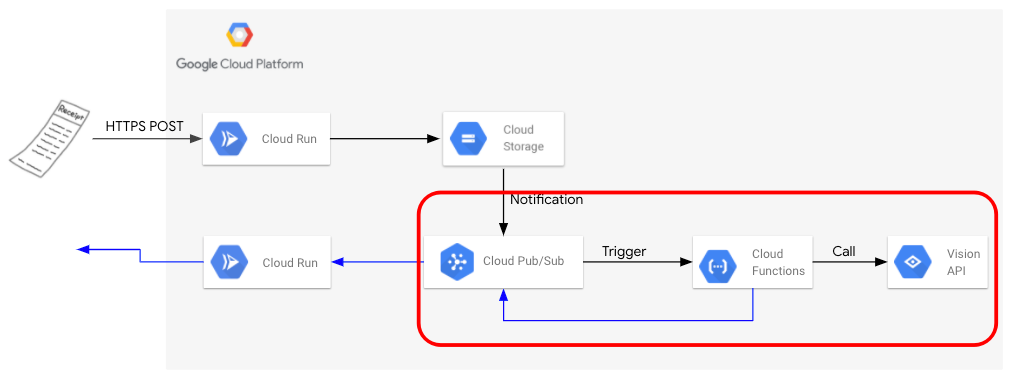 Google Cloud Platform
Receipt
HTTPS POST
Cloud Run
Cloud
Storage
Notification
Cloud Run
Cloud Pub/Sub
Trigger
Cloud
Functions
Call
Vision
API